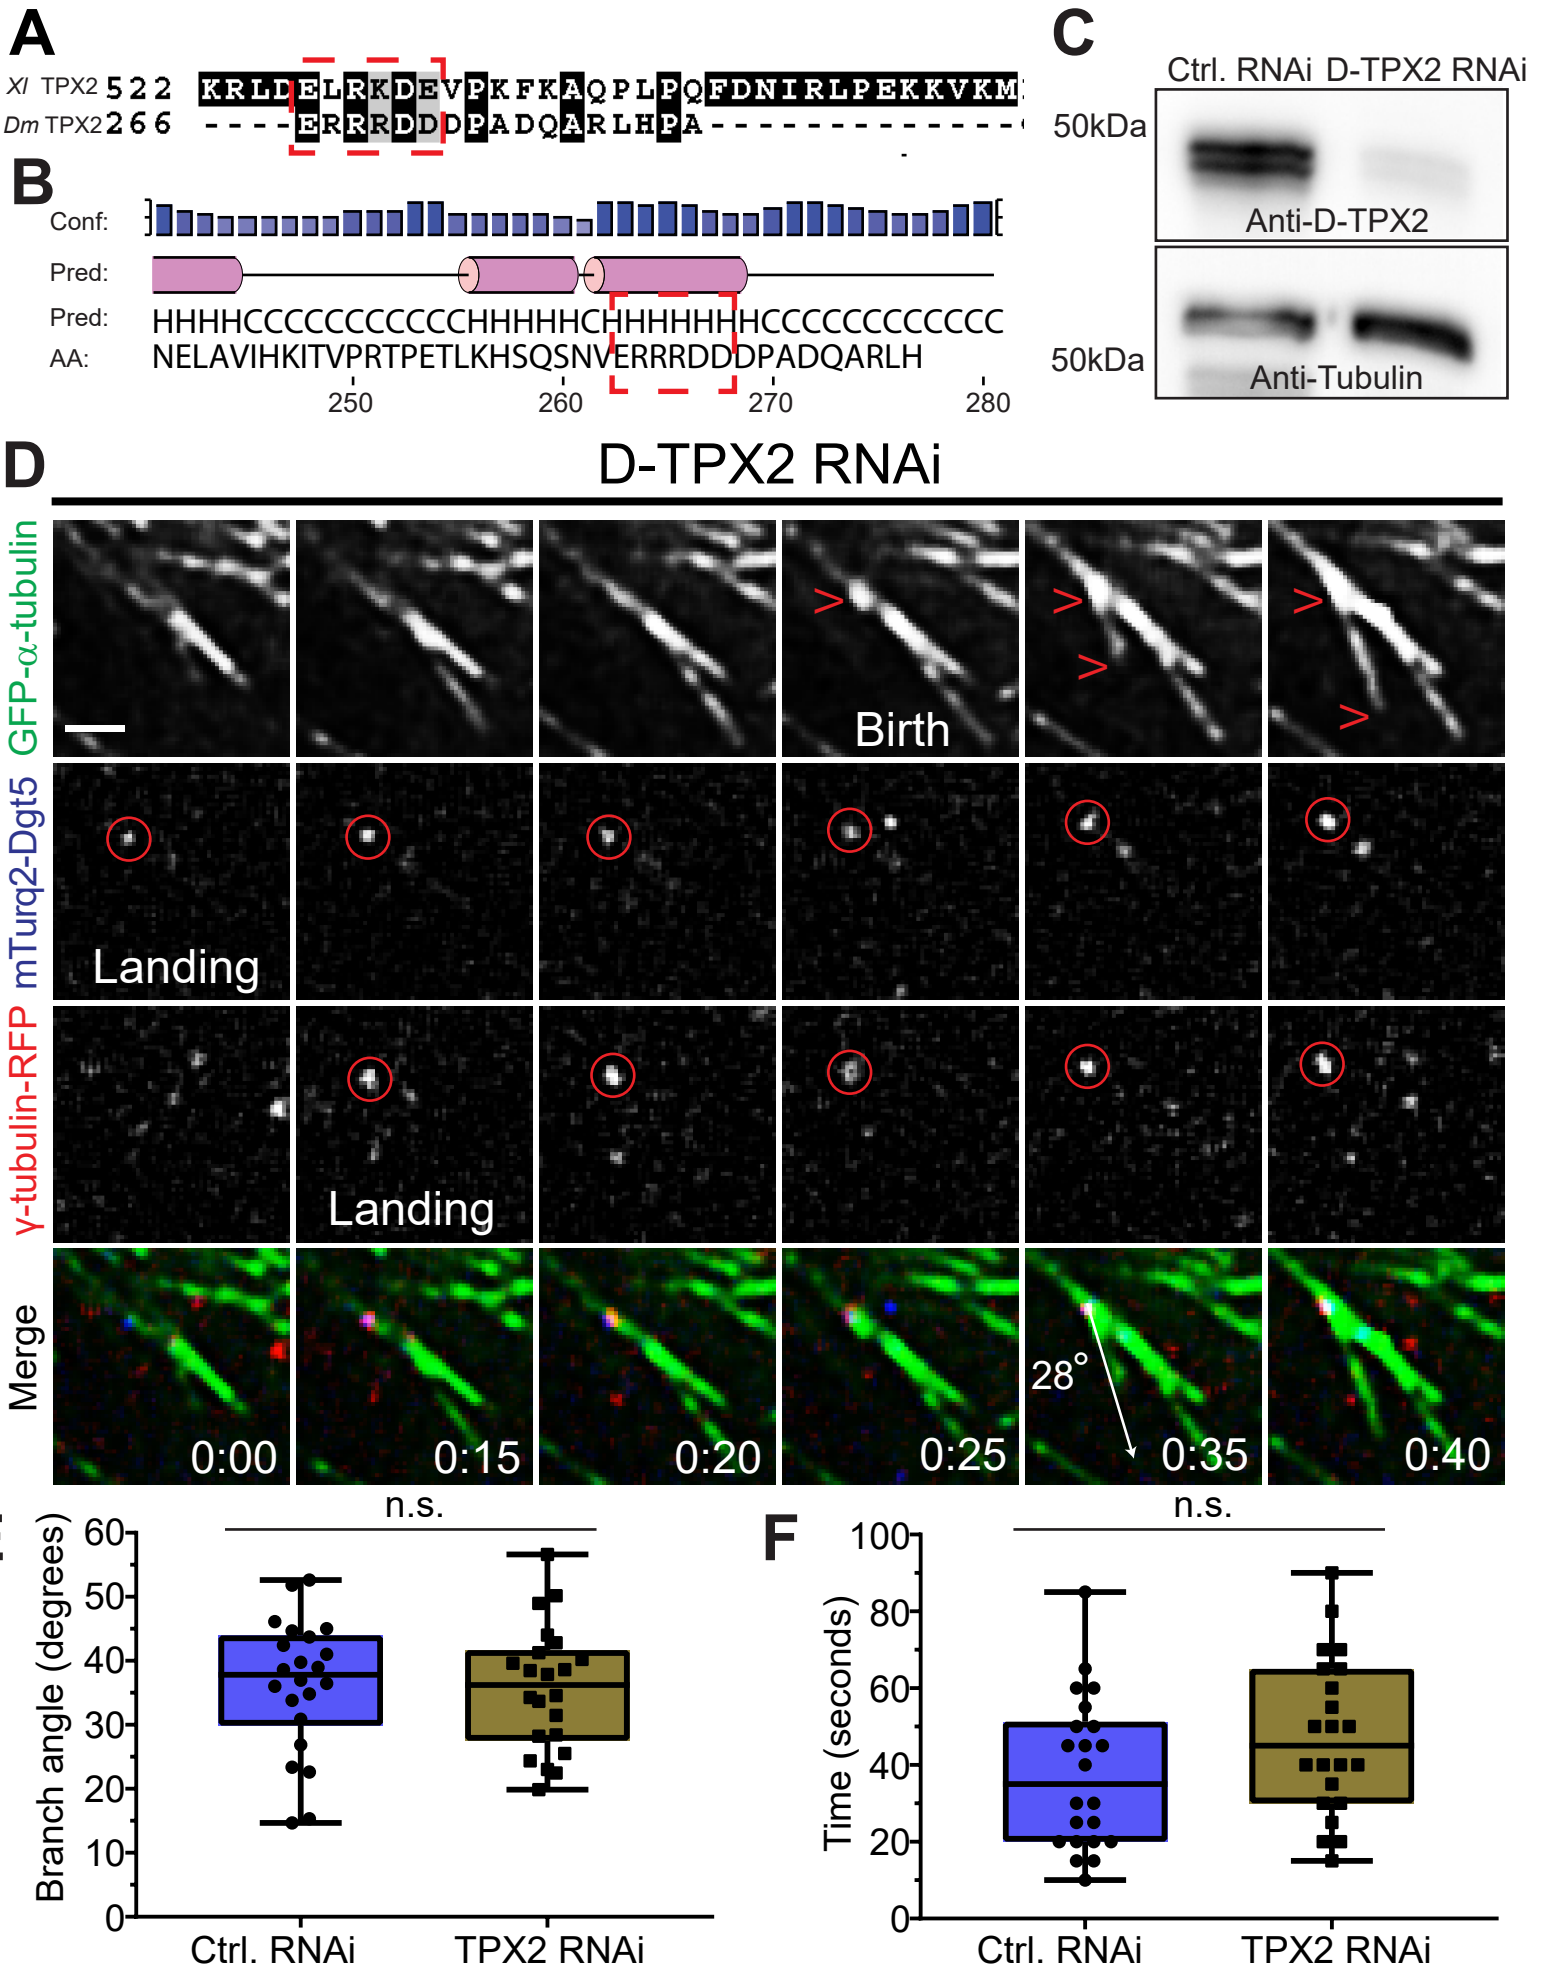 A
Xl TPX2 522 KRLDELRKDEVPKFKAQPLPQFDNIRLPEKKVKM
Dm TPX2 266 ----ERRRDDDPADQARLHPA-------------
B
Conf:
Pred:
Pred: HHHHCCCCCCCCCCCHHHHHCHHHHHHHHCCCCCCCCCCCC
AA: NELAVIHKITVPRTPETLKHSQSNVERRRDDDPADQARLH
250 260 270 280
C
Ctrl. RNAi D-TPX2 RNAi
50kDa
Anti-D-TPX2
50kDa
Anti-Tubulin
D
D-TPX2 RNAi
GFP-α-tubulin
> > > > >
Birth
mTurq2-Dgt5
Landing
γ-tubulin-RFP
Landing
Merge
28°
0:00 0:15 0:20 0:25 0:35 0:40
n.s.
Branch angle (degrees)
60
50
40
30
20
10
0
Ctrl. RNAi TPX2 RNAi
F
n.s.
Time (seconds)
100
80
60
40
20
0
Ctrl. RNAi TPX2 RNAi